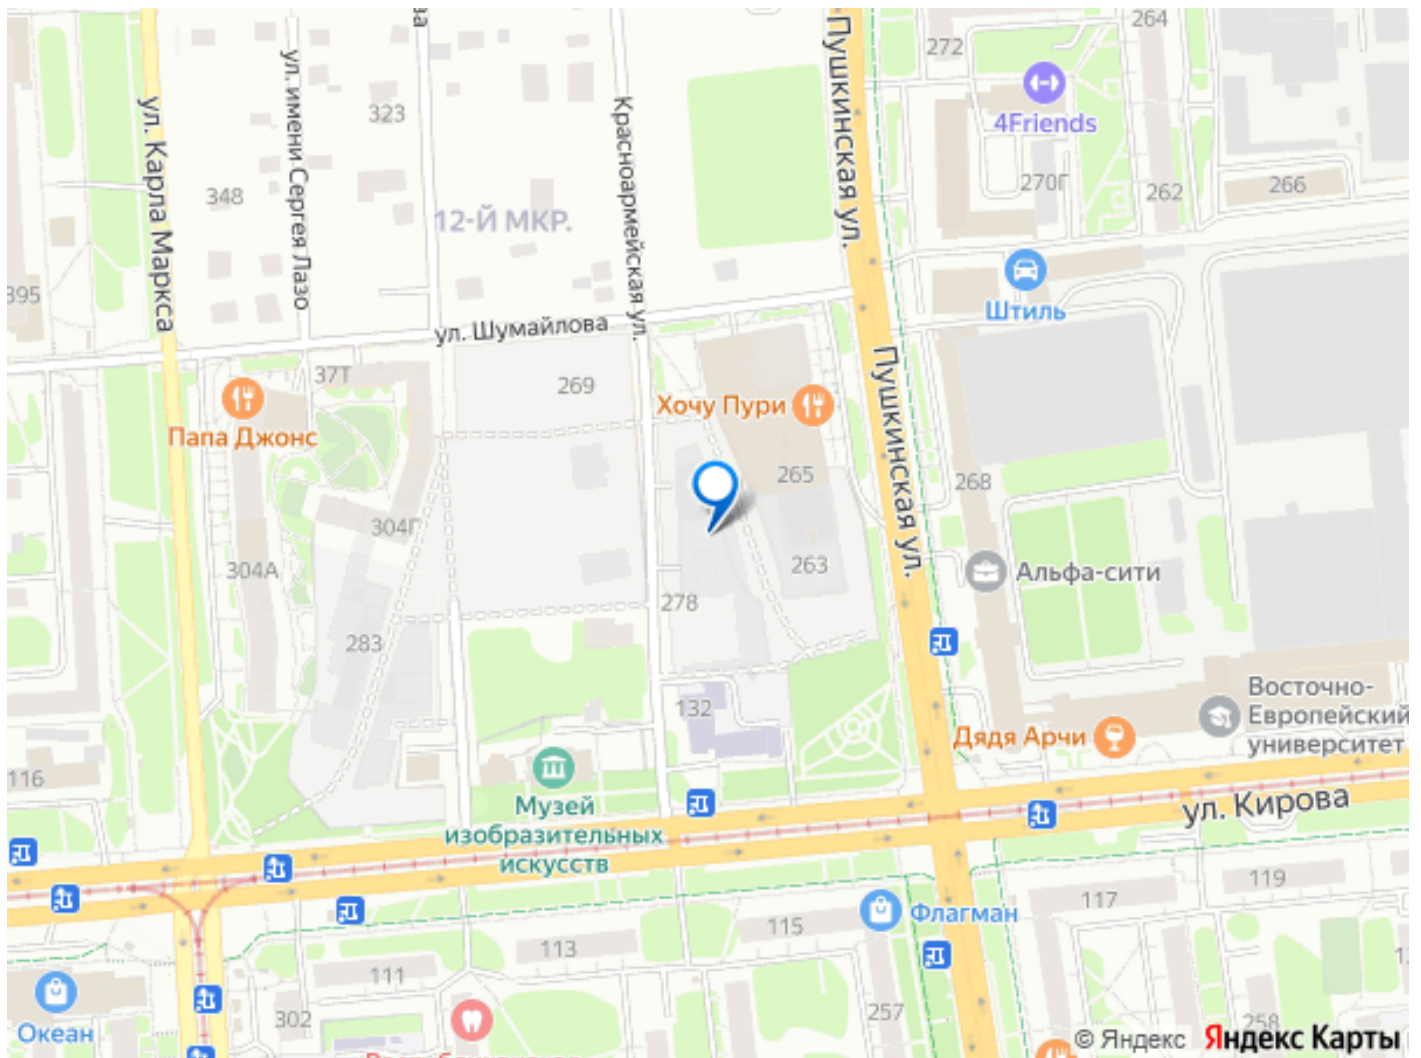 264
272
Пушкинская ул.
ул. Карла Маркса
ул. имени Сергея Лазо
323
Красноармейская ул.
4Friends
348
12-Й МКР.
270Г
262
266
395
Штиль
ул. Шумайлова
Пушкинская ул.
37Т
269
Папа Джонс
Хочу Пури
265
268
304Г
304А
263
Альфа-сити
278
283
132
Восточно-
Европейский
университет
Дядя Арчи
116
Музей
изобразительных
искусств
ул. Кирова
119
117
115
Флагман
113
111
302
257
258
Океан
© Яндекс Яндекс Карты